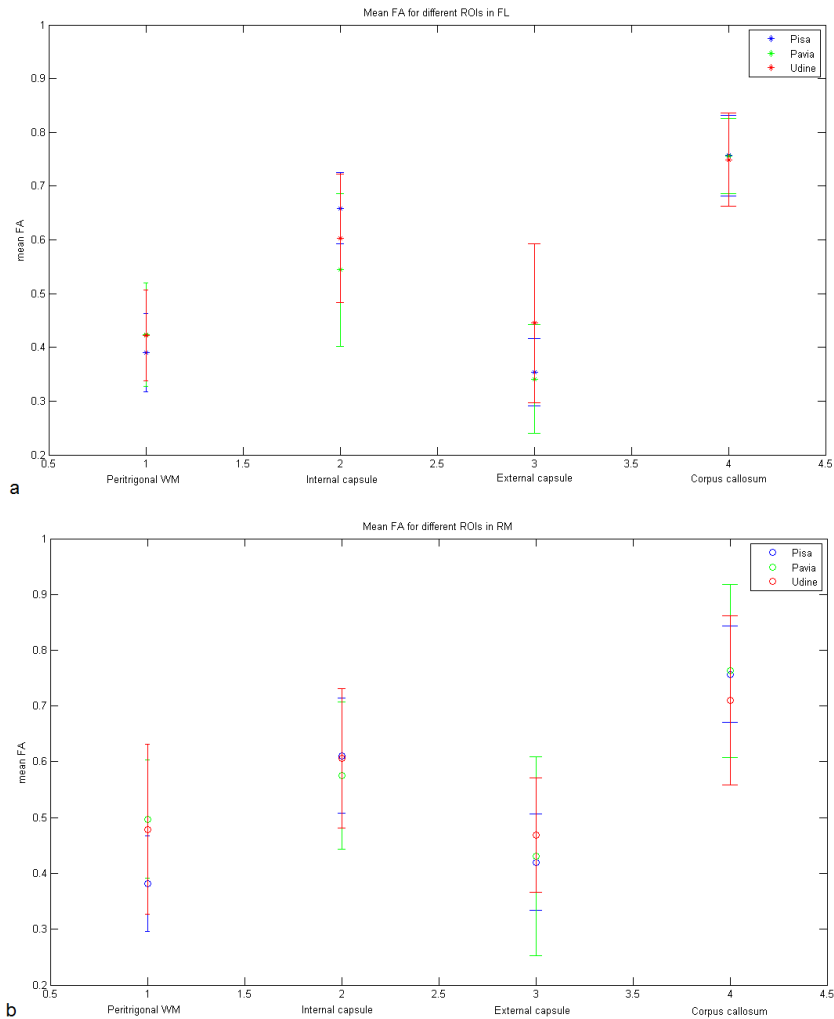 Mean FA for different ROIs in FL
Pisa
Pavia
Udine
1
0.9
0.8
0.7
0.6
0.5
0.4
0.3
0.2
mean FA
0.5 1 1.5 2 2.5 3 3.5 4 4.5
Peritrigonal WM Internal capsule External capsule Corpus callosum
a
Mean FA for different ROIs in RM
Pisa
Pavia
Udine
1
0.9
0.8
0.7
0.6
0.5
0.4
0.3
0.2
mean FA
0.5 1 1.5 2 2.5 3 3.5 4 4.5
Peritrigonal WM Internal capsule External capsule Corpus callosum
b